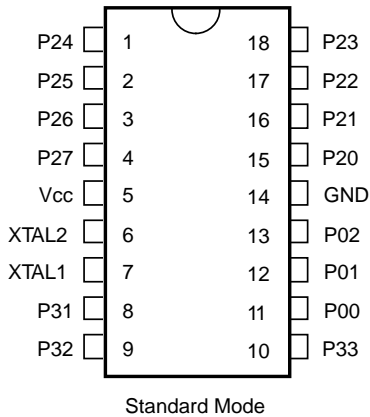 P24 1 18 P23
P25 2 17 P22
P26 3 16 P21
P27 4 15 P20
Vcc 5 14 GND
XTAL2 6 13 P02
XTAL1 7 12 P01
P31 8 11 P00
P32 9 10 P33
Standard Mode